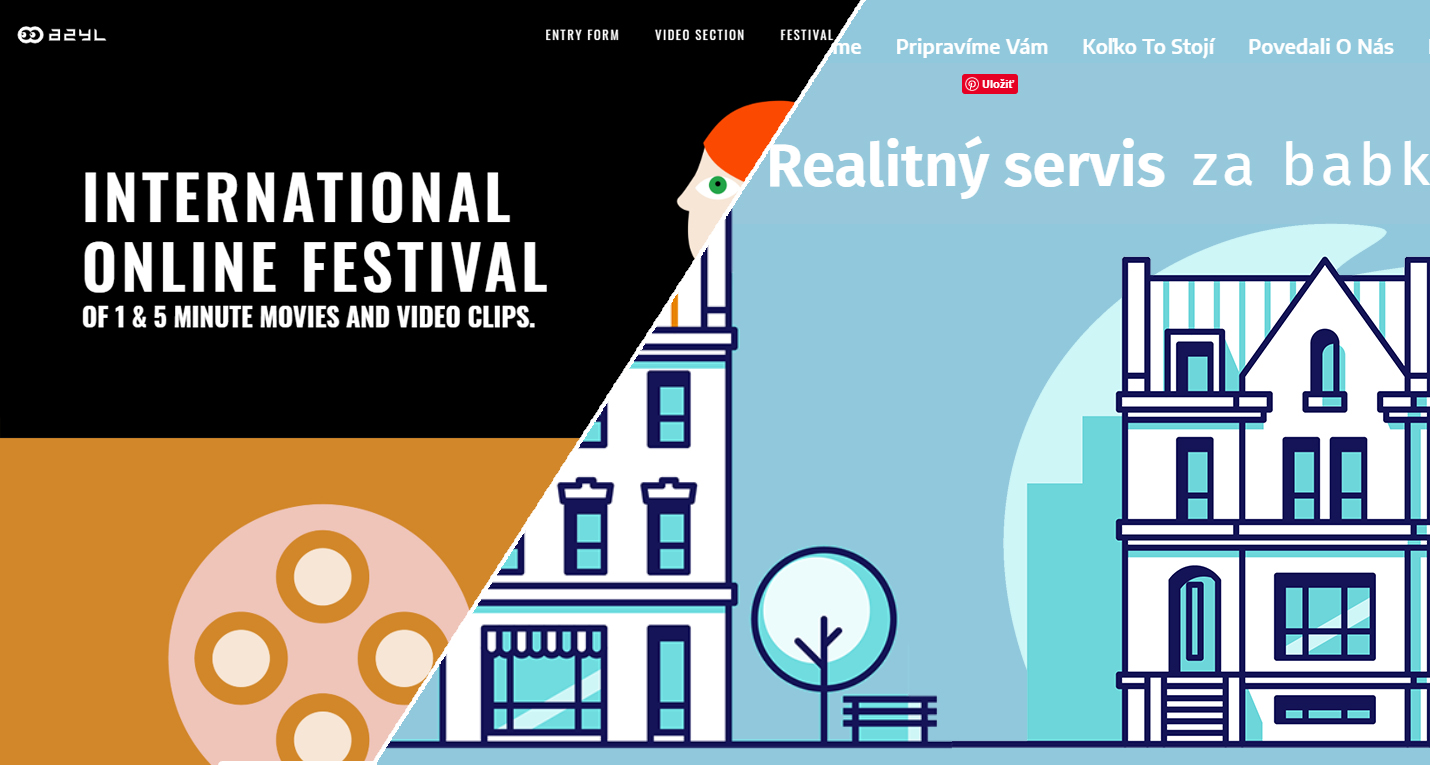 azyL
ENTRY FORM VIDEO SECTION FESTIVAL
me Pripravíme Vám Koľko To Stojí Povedali O Nás
Uložiť
INTERNATIONAL
ONLINE FESTIVAL
OF 1 & 5 MINUTE MOVIES AND VIDEO CLIPS.
Realitný servis za babk